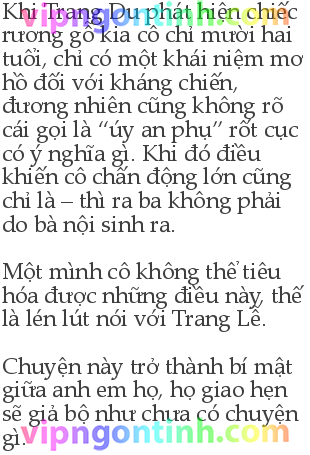 Khi Trang Du phát hiện chiếc
vipngontinh.com
rương gỗ kia cô chỉ mười hai
tuổi, chỉ có một khái niệm mơ
hồ đối với kháng chiến,
đương nhiên cũng không rõ
cái gọi là “úy an phụ” rốt cục
có ý nghĩa gì. Khi đó điều
khiến cô chấn động lớn cũng
chỉ là – thì ra ba không phải
do bà nội sinh ra.
Một mình cô không thể tiêu
hóa được những điều này, thế
là lén lút nói với Trang Lễ.
Chuyện này trở thành bí mật
giữa anh em họ, họ giao hẹn
sẽ giả bộ như chưa có chuyện
gì.
vipngontinh.com